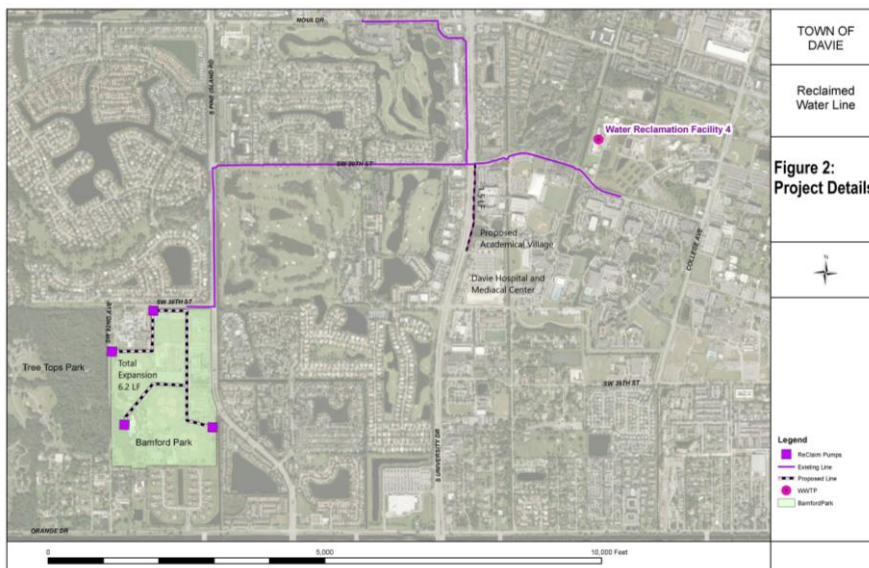 NOVA DR
S PINE ISLAND RD
Water Reclamation Facility 4
SW 30TH ST
1.5 LF
Proposed
Academical Village
COLLEGE AVE
Davie Hospital and
Mediacal Center
SW 36TH ST
Tree Tops Park
Total
Expansion
6.2 LF
SW 39TH ST
Bamford Park
S UNIVERSITY DR
ORANGE DR
0
5,000
10,000 Feet
TOWN OF
DAVIE
Reclaimed
Water Line
Figure 2:
Project Details
N
Legend
ReClaim Pumps
Existing Line
Proposed Line
WWTP
BamfordPark